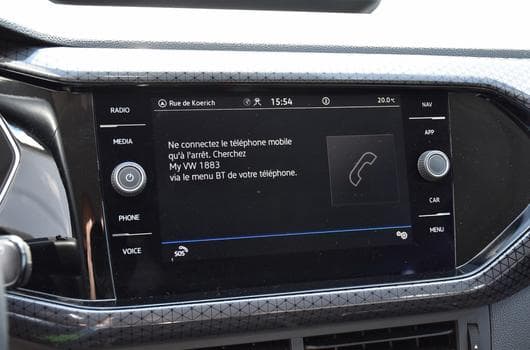 RADIO
MEDIA
PHONE
VOICE
Rue de Koerich
15:54
20.0°C
Ne connectez le téléphone mobile
qu'à l'arrêt. Cherchez
My VW 1883
via le menu BT de votre téléphone.
SOS
NAV
APP
CAR
MENU